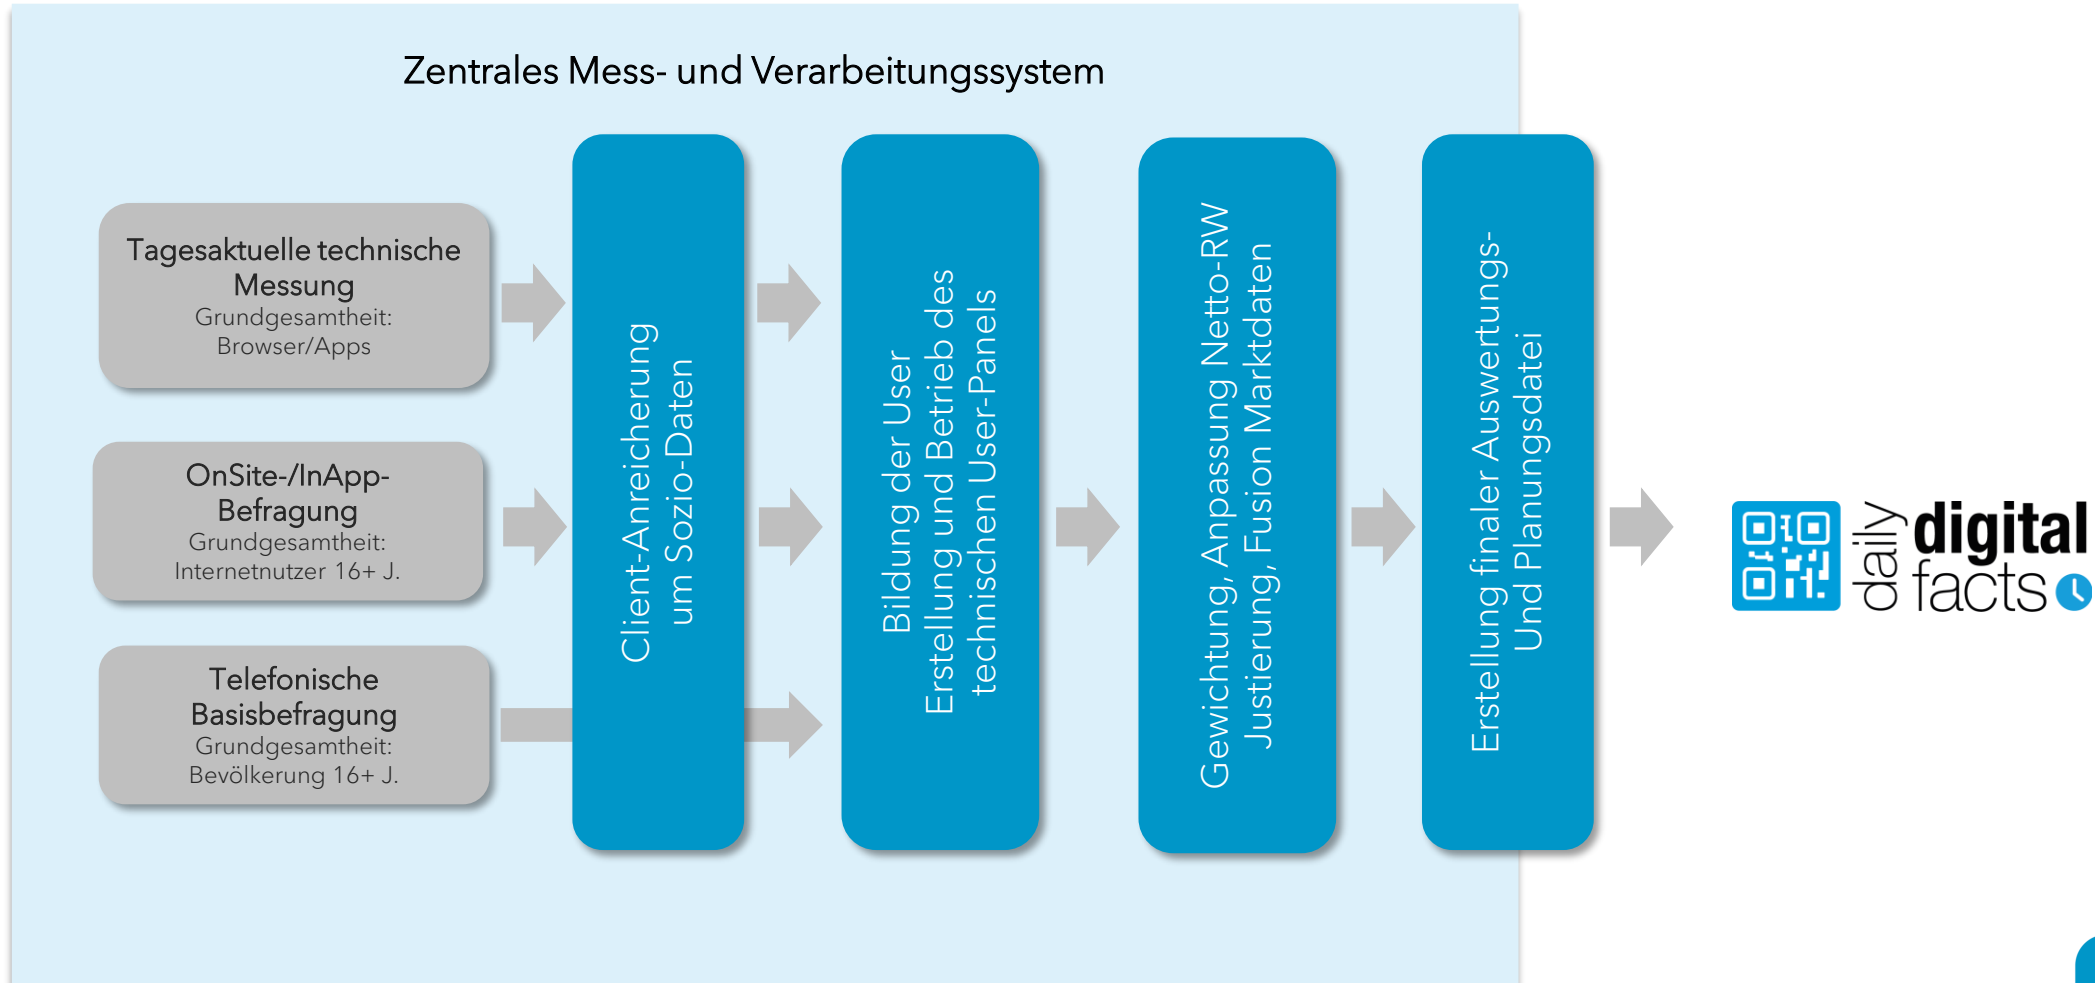 Zentrales Mess- und Verarbeitungssystem
Tagesaktuelle technische
Messung
Grundgesamtheit:
Browser/Apps
OnSite-/InApp-
Befragung
Grundgesamtheit:
Internetnutzer 16+ J.
Telefonische
Basisbefragung
Grundgesamtheit:
Bevölkerung 16+ J.
Client-Anreicherung
um Sozio-Daten
Bildung der User
Erstellung und Betrieb des
technischen User-Panels
Gewichtung, Anpassung Netto-RW
Justierung, Fusion Marktdaten
Erstellung finaler Auswertungs-
Und Planungsdatei
daily
digital
facts